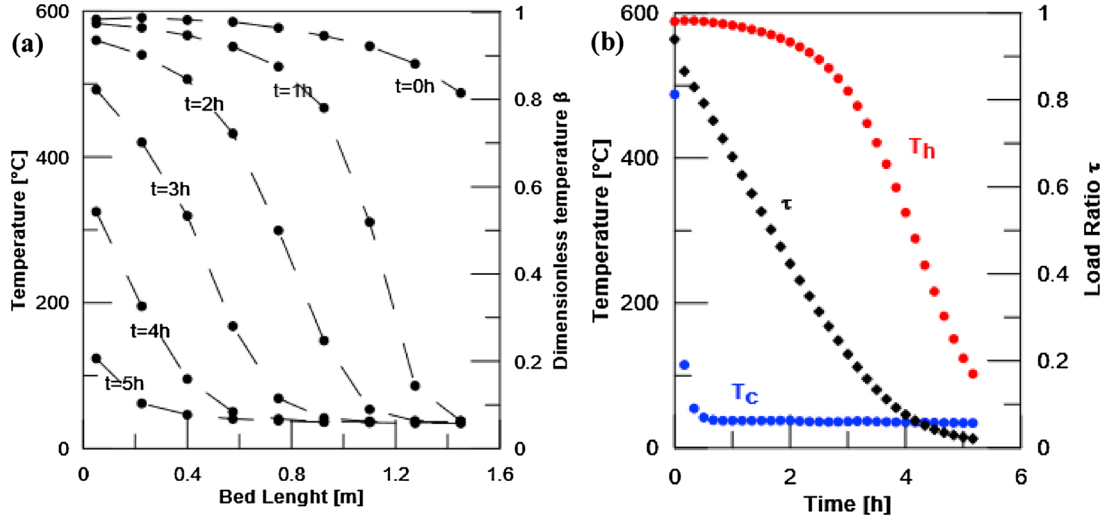 (a)
Temperature [°C]
600
400
200
0
t=0h
t=1h
t=2h
t=3h
t=4h
t=5h
0
0.4
0.8
1.2
1.6
Bed Lenght [m]
1
0.8
0.6
0.4
0.2
0
Dimensionless temperature β
(b)
Temperature [°C]
600
400
200
0
Th
τ
Tc
0
2
4
6
Time [h]
1
0.8
0.6
0.4
0.2
0
Load Ratio τ